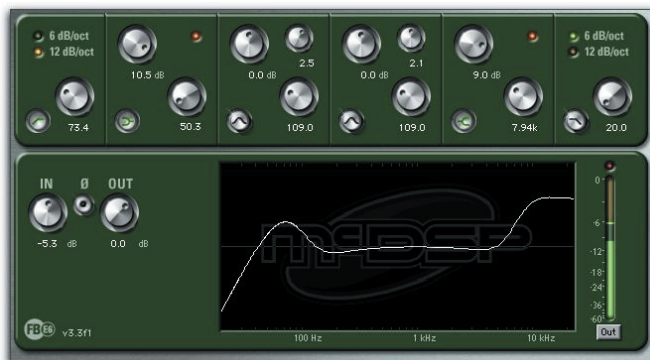 6 dB/oct
12 dB/oct
73.4
10.5 dB
50.3
0.0 dB
2.5
109.0
0.0 dB
2.1
109.0
9.0 dB
7.94k
6 dB/oct
12 dB/oct
20.0
IN Ø OUT
-5.3 dB 0.0 dB
McDSP
100 Hz 1 kHz 10 kHz
0-
-6
-12
-18
-24
-36
-60
Out
FB E6 v3.3f1